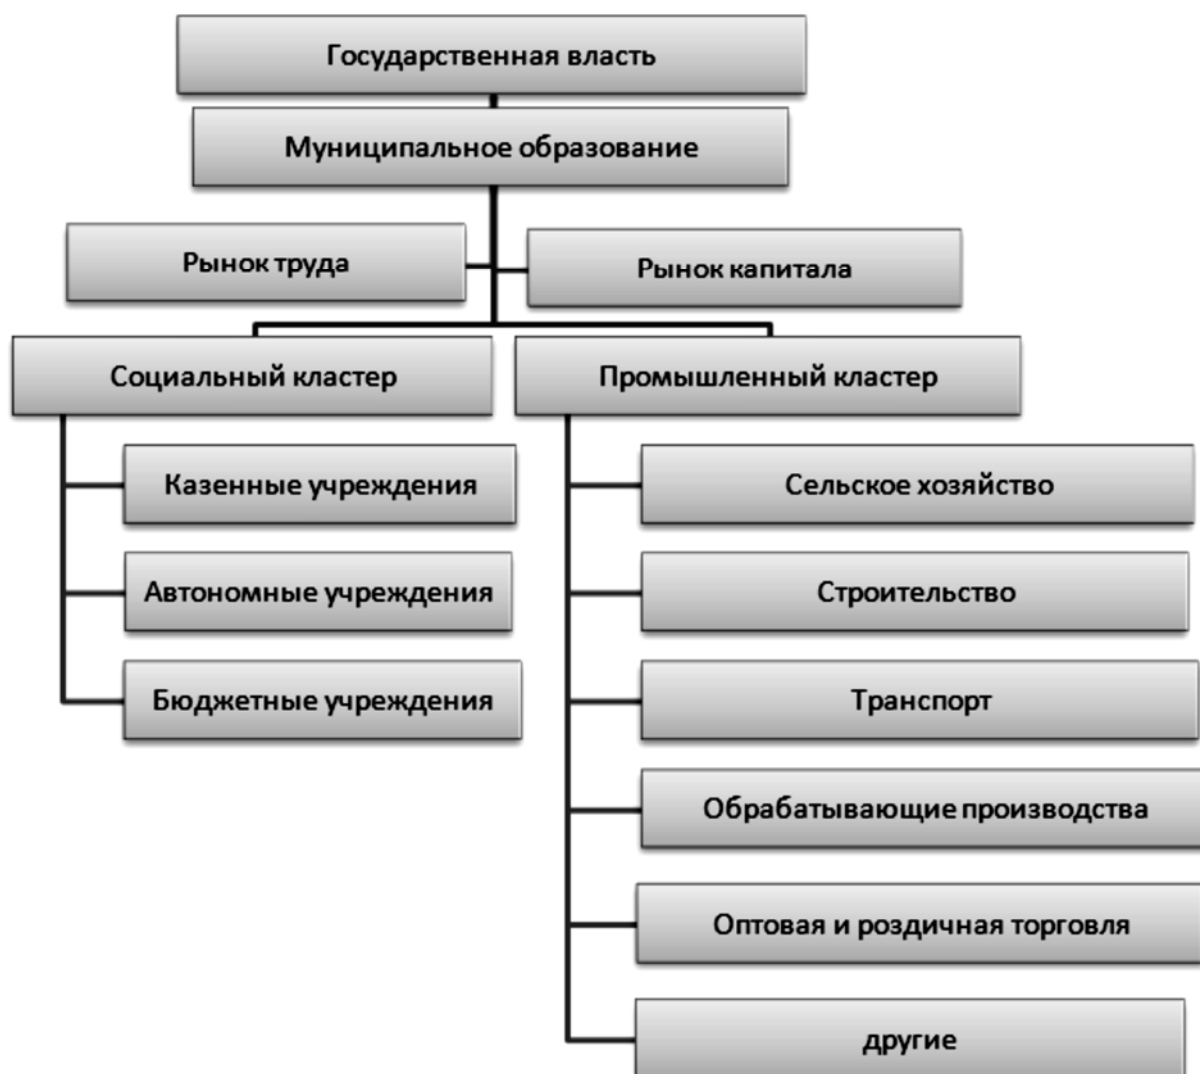 Государственная власть
Муниципальное образование
Рынок труда
Рынок капитала
Социальный кластер
Промышленный кластер
Казенные учреждения
Автономные учреждения
Бюджетные учреждения
Сельское хозяйство
Строительство
Транспорт
Обрабатывающие производства
Оптовая и роздичная торговля
другие